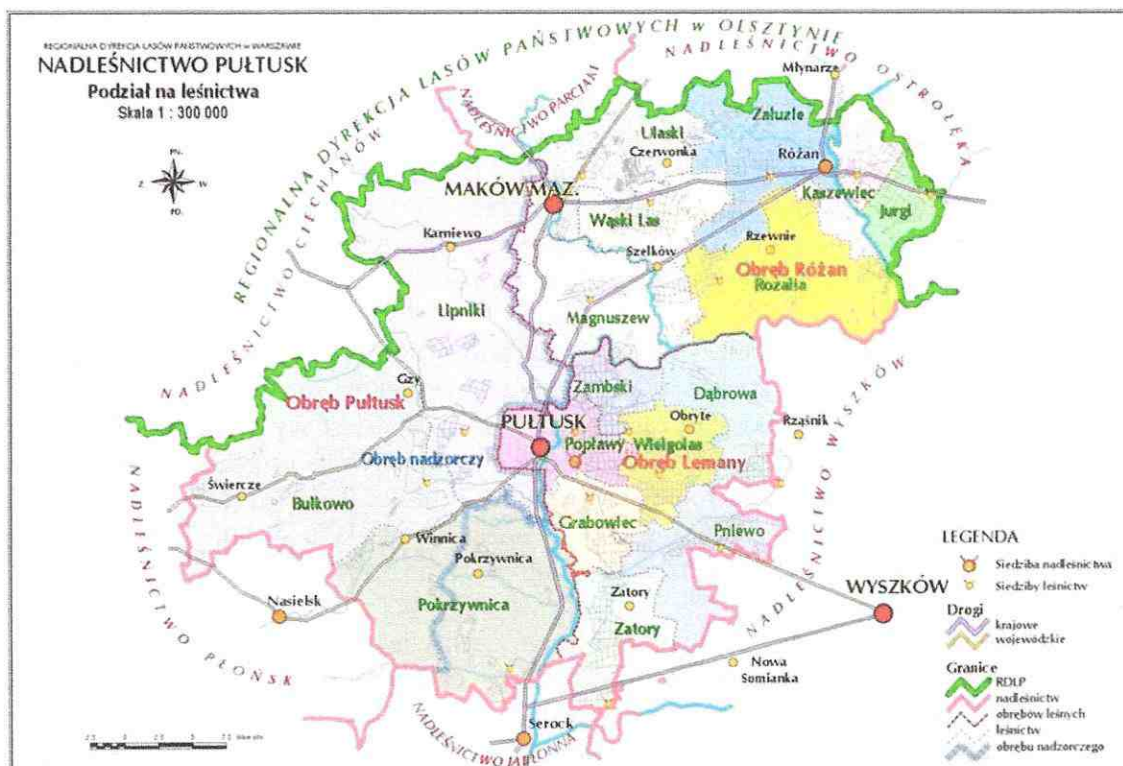 REGIONALNA DYREKCJA LASÓW PAŃSTWOWYCH w WARSZAWIE
NADLEŚNICTWO PUŁTUSK
Podział na leśnictwa
Skala 1 : 300 000
REGIONALNA DYREKCJA LASÓW PAŃSTWOWYCH w OLSZTYNIE
NADLEŚNICTWO OSTROŁĘKA
NADLEŚNICTWO PARCIAKI
NADLEŚNICTWO CIECHANÓW
Młynarze
Załuzie
Ułaski
Czerwonka
Różan
PN.
Z
W
PD.
MAKÓW MAZ.
Kaszewiec
Jurgi
Wąski Las
Karniewo
Rzewnie
Szelków
Obręb Różan
Rozalia
Lipniki
Magnuszew
Zambski
Dąbrowa
Gzy
Obręb Pułtusk
Obryte
Rząśnik
PUŁTUSK
Popławy
Wielgolas
Obręb nadzorczy
Obręb Lemany
NADLEŚNICTWO WYSZKÓW
Świercze
Bułkowo
Grabowiec
Pniewo
Winnica
Pokrzywnica
Pokrzywnica
Zatory
Zatory
WYSZKÓW
Nasielsk
NADLEŚNICTWO PŁOŃSK
Nowa
Somianka
Serock
NADLEŚNICTWO JABŁONNA
LEGENDA
Siedziba nadleśnictwa
Siedziby leśnictw
Drogi
krajowe
wojewódzkie
Granice
RDLP
nadleśnictw
obrębów leśnych
leśnictw
obrębu nadzorczego